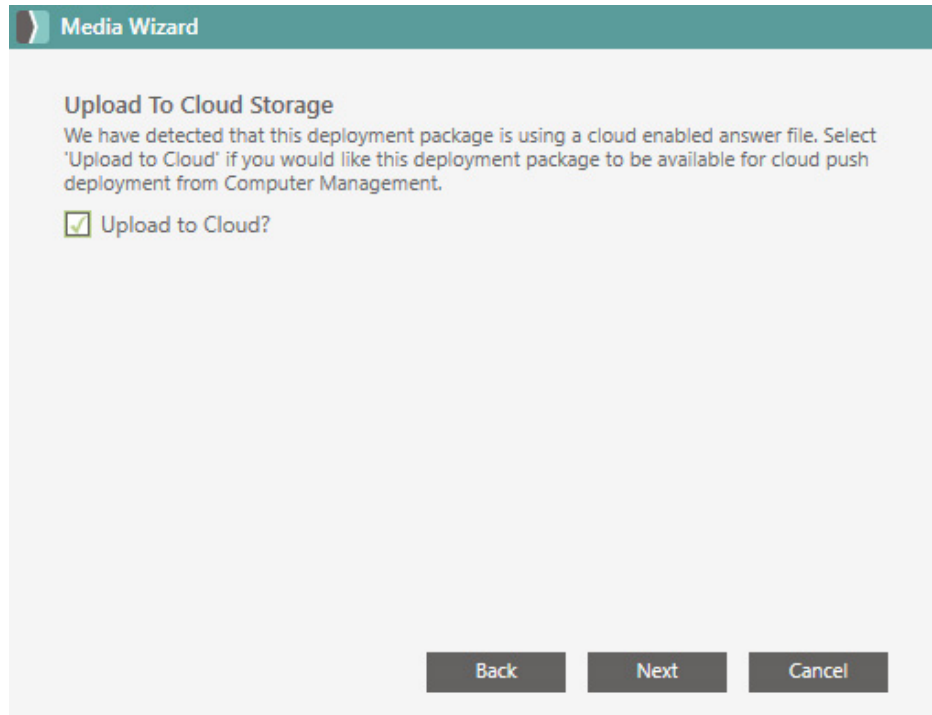 Media Wizard
Upload To Cloud Storage
We have detected that this deployment package is using a cloud enabled answer file. Select
'Upload to Cloud' if you would like this deployment package to be available for cloud push
deployment from Computer Management.
Upload to Cloud?
Back Next Cancel